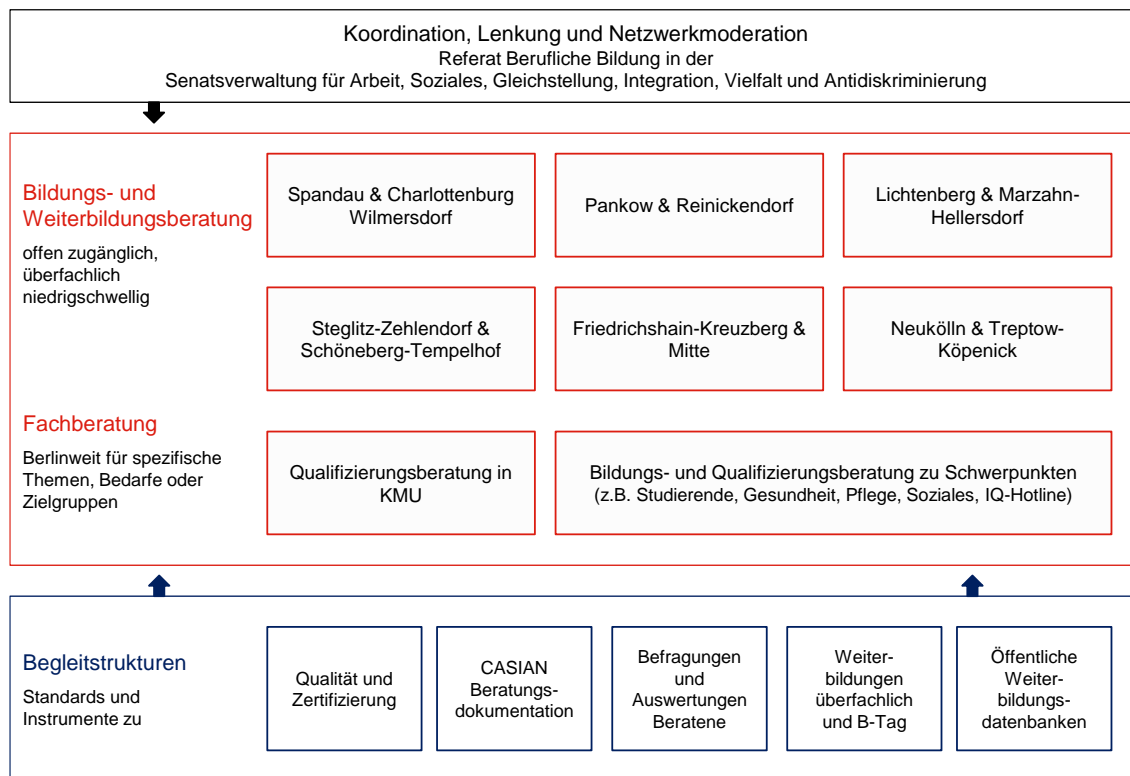 Koordination, Lenkung und Netzwerkmoderation
Referat Berufliche Bildung in der
Senatsverwaltung für Arbeit, Soziales, Gleichstellung, Integration, Vielfalt und Antidiskriminierung
Bildungs- und
Weiterbildungsberatung
offen zugänglich,
überfachlich
niedrigschwellig
Spandau & Charlottenburg
Wilmersdorf
Pankow & Reinickendorf
Lichtenberg & Marzahn-
Hellersdorf
Steglitz-Zehlendorf &
Schöneberg-Tempelhof
Friedrichshain-Kreuzberg &
Mitte
Neukölln & Treptow-
Köpenick
Fachberatung
Berlinweit für spezifische
Themen, Bedarfe oder
Zielgruppen
Qualifizierungsberatung in
KMU
Bildungs- und Qualifizierungsberatung zu Schwerpunkten
(z.B. Studierende, Gesundheit, Pflege, Soziales, IQ-Hotline)
Begleitstrukturen
Standards und
Instrumente zu
Qualität und
Zertifizierung
CASIAN
Beratungs-
dokumentation
Befragungen
und
Auswertungen
Beratene
Weiter-
bildungen
überfachlich
und B-Tag
Öffentliche
Weiter-
bildungs-
datenbanken